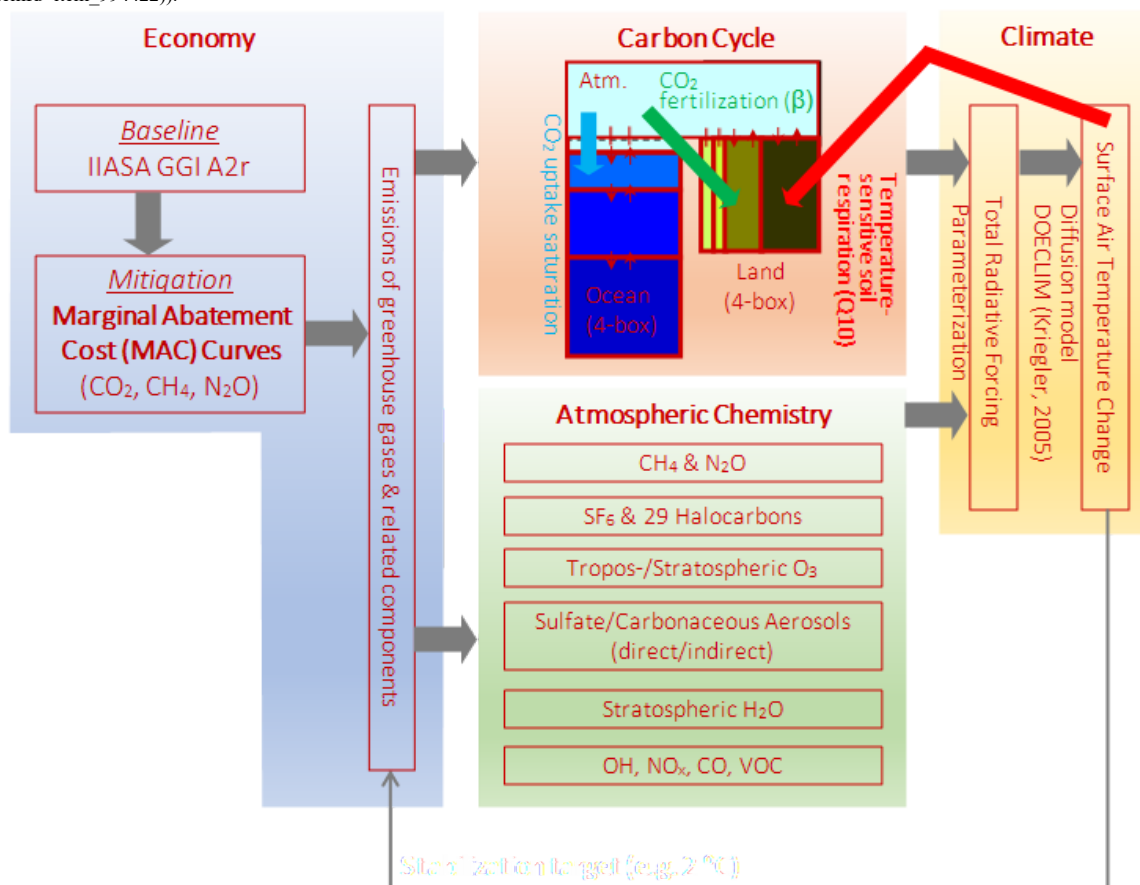 Economy
Baseline
IIASA GGI A2r
Mitigation
Marginal Abatement
Cost (MAC) Curves
(CO₂, CH₄, N₂O)
Emissions of greenhouse gases & related components
Carbon Cycle
Atm.
CO₂
fertilization (β)
CO₂ uptake saturation
Ocean
(4-box)
Land
(4-box)
Temperature-
sensitive soil
respiration (Q10)
Atmospheric Chemistry
CH₄ & N₂O
SF₆ & 29 Halocarbons
Tropos-/Stratospheric O₃
Sulfate/Carbonaceous Aerosols
(direct/indirect)
Stratospheric H₂O
OH, NOₓ, CO, VOC
Climate
Total Radiative Forcing
Parameterization
Surface Air Temperature Change
Diffusion model
DOECLIM (Kriegler, 2005)
target (e.g. 2 °C)